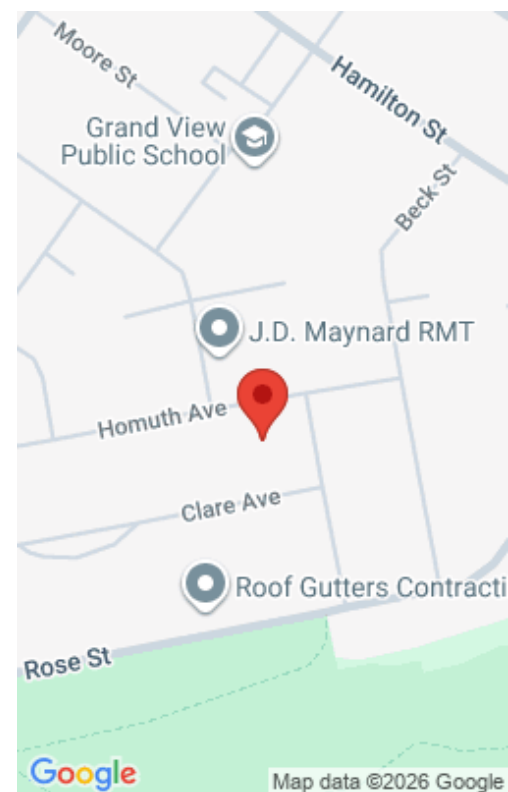 Moore St
Hamilton St
Grand View
Public School
Beck St
J.D. Maynard RMT
Homuth Ave
Clare Ave
Roof Gutters Contracti
Rose St
Google
Map data ©2026 Google